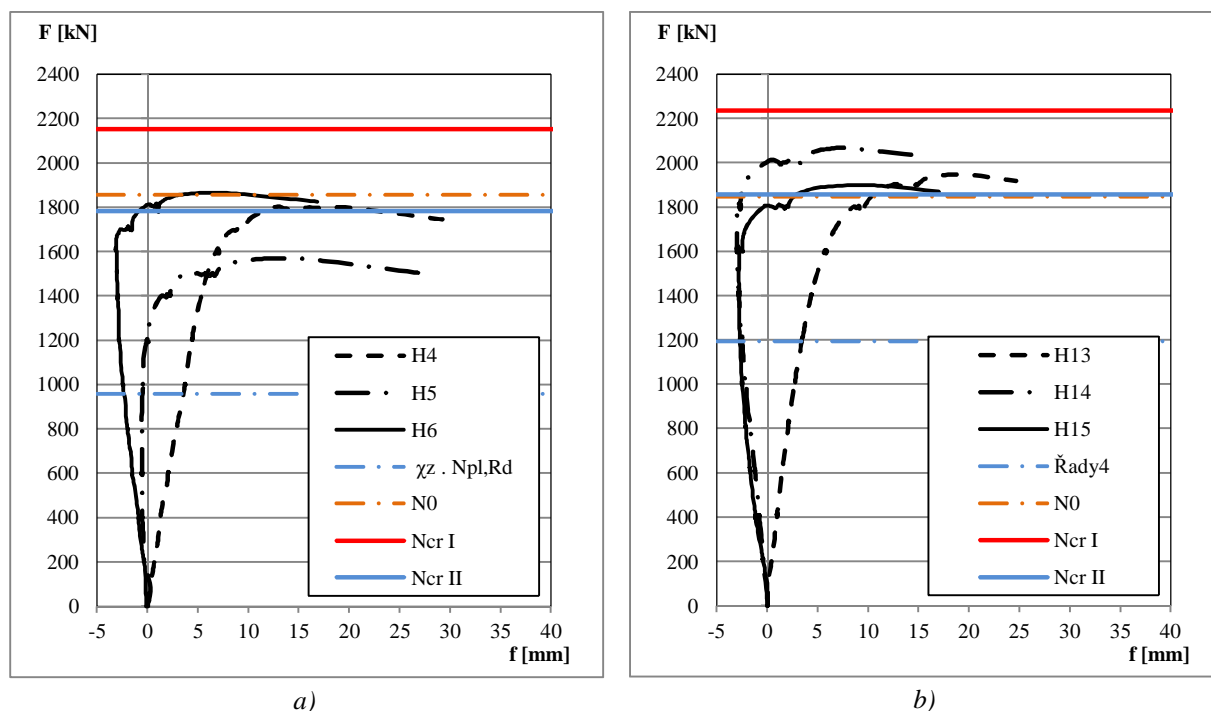 F [kN]
2400
2200
2000
1800
1600
1400
1200
1000
800
600
400
200
0
-5 0 5 10 15 20 25 30 35 40
f [mm]
H4
H5
H6
χz . Npl,Rd
N0
Ncr I
Ncr II
a)
F [kN]
2400
2200
2000
1800
1600
1400
1200
1000
800
600
400
200
0
-5 0 5 10 15 20 25 30 35 40
f [mm]
H13
H14
H15
Řady4
N0
Ncr I
Ncr II
b)